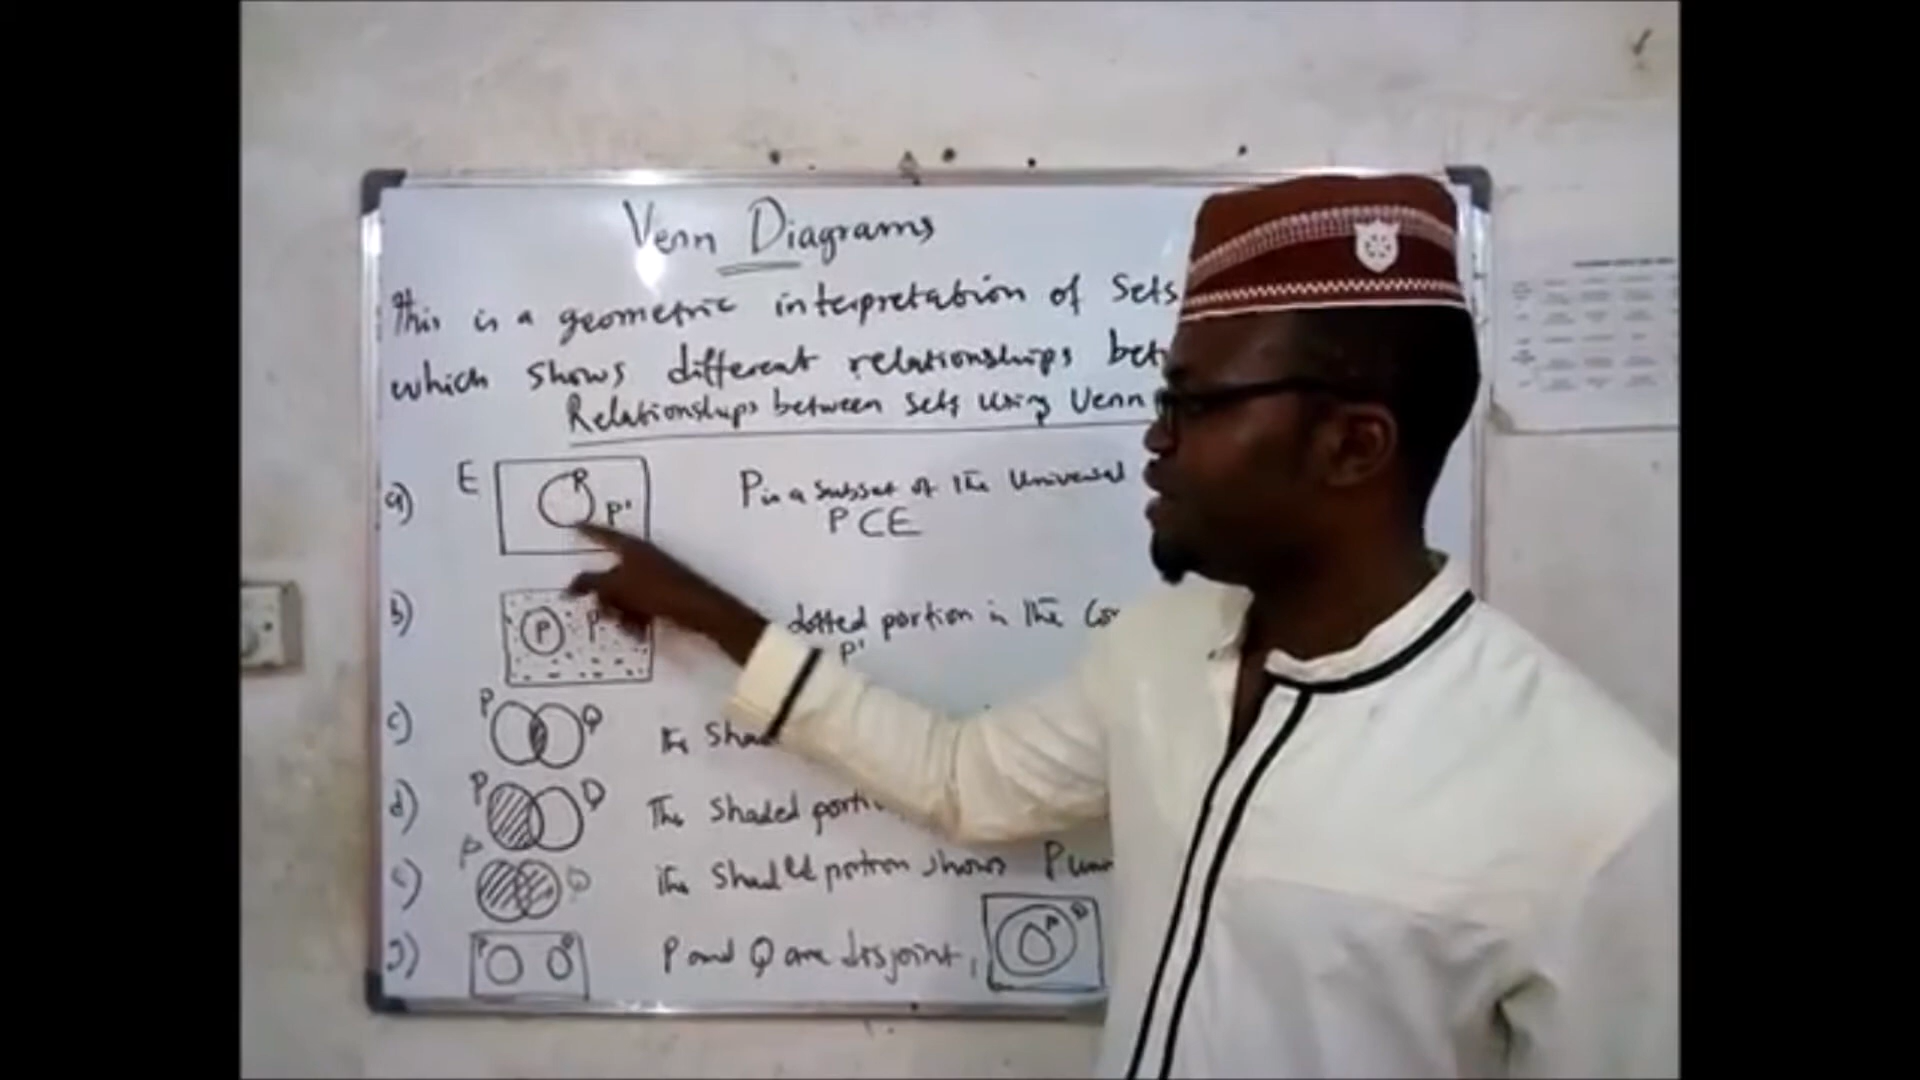 Venn Diagrams
This is a geometric interpretation of Sets
which shows different relationships bet
Relationships between sets using Venn
a) E P P' P is a subset of the Universal
P ⊂ E
b) P P dotted portion is the Co
P'
c) P Q the Shad
d) P Q The Shaded porti
e) P Q the Shaded portion shows P un
P Q P and Q are disjoint, P Q